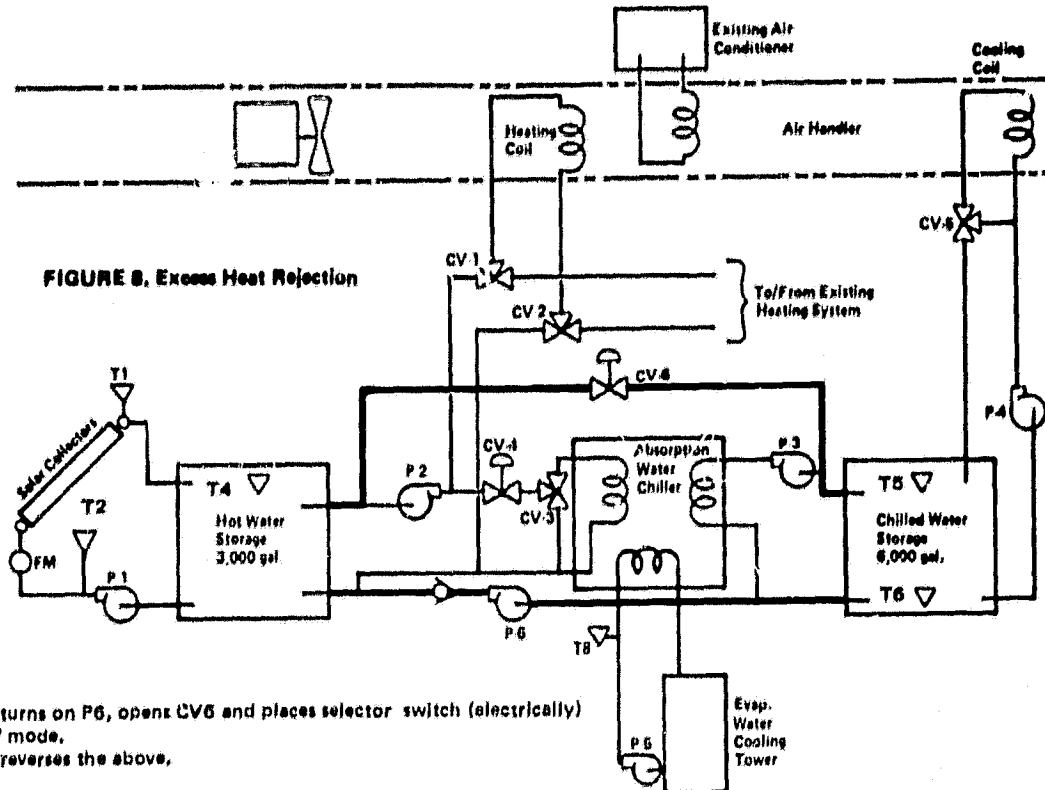 Existing Air
Conditioner
Cooling
Coil
Heating
Coil
Air Handler
CV-5
FIGURE 8. Excess Heat Rejection
CV-1
CV-2
To/From Existing
Heating System
T1
CV-6
P-4
Solar Collectors
CV-4
Absorption
Water
Chiller
P-3
P 2
T4
T5
T2
CV-3
Hot Water
Storage
3,000 gal.
Chilled Water
Storage
6,000 gal.
FM
P 1
T6
P-6
T8
turns on P6, opens CV6 and places selector switch (electrically)
mode.
reverses the above.
Evap.
Water
Cooling
Tower
P-5